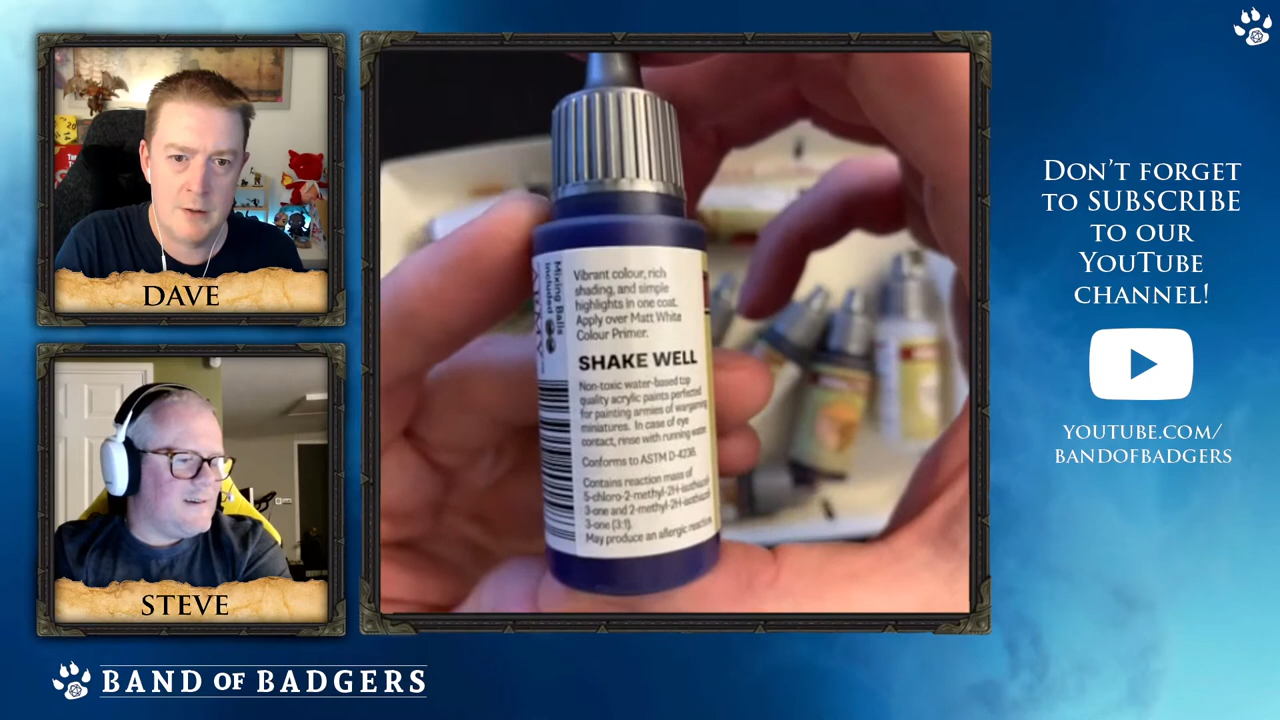 DAVE
STEVE
BAND OF BADGERS
Mixing Balls
included
ARMY
Vibrant colour, rich
shading, and simple
highlights in one coat.
Apply over Matt White
Colour Primer.
SHAKE WELL
Non-toxic water-based top
quality acrylic paints perfected
for painting armies of wargaming
miniatures. In case of eye
contact, rinse with running water.
Conforms to ASTM D-4236.
Contains reaction mass of
5-chloro-2-methyl-2H-isothiazol-
3-one and 2-methyl-2H-isothiazol-
3-one (3:1).
May produce an allergic reaction.
DON'T FORGET
TO SUBSCRIBE
TO OUR
YOUTUBE
CHANNEL!
YOUTUBE.COM/
BANDOFBADGERS